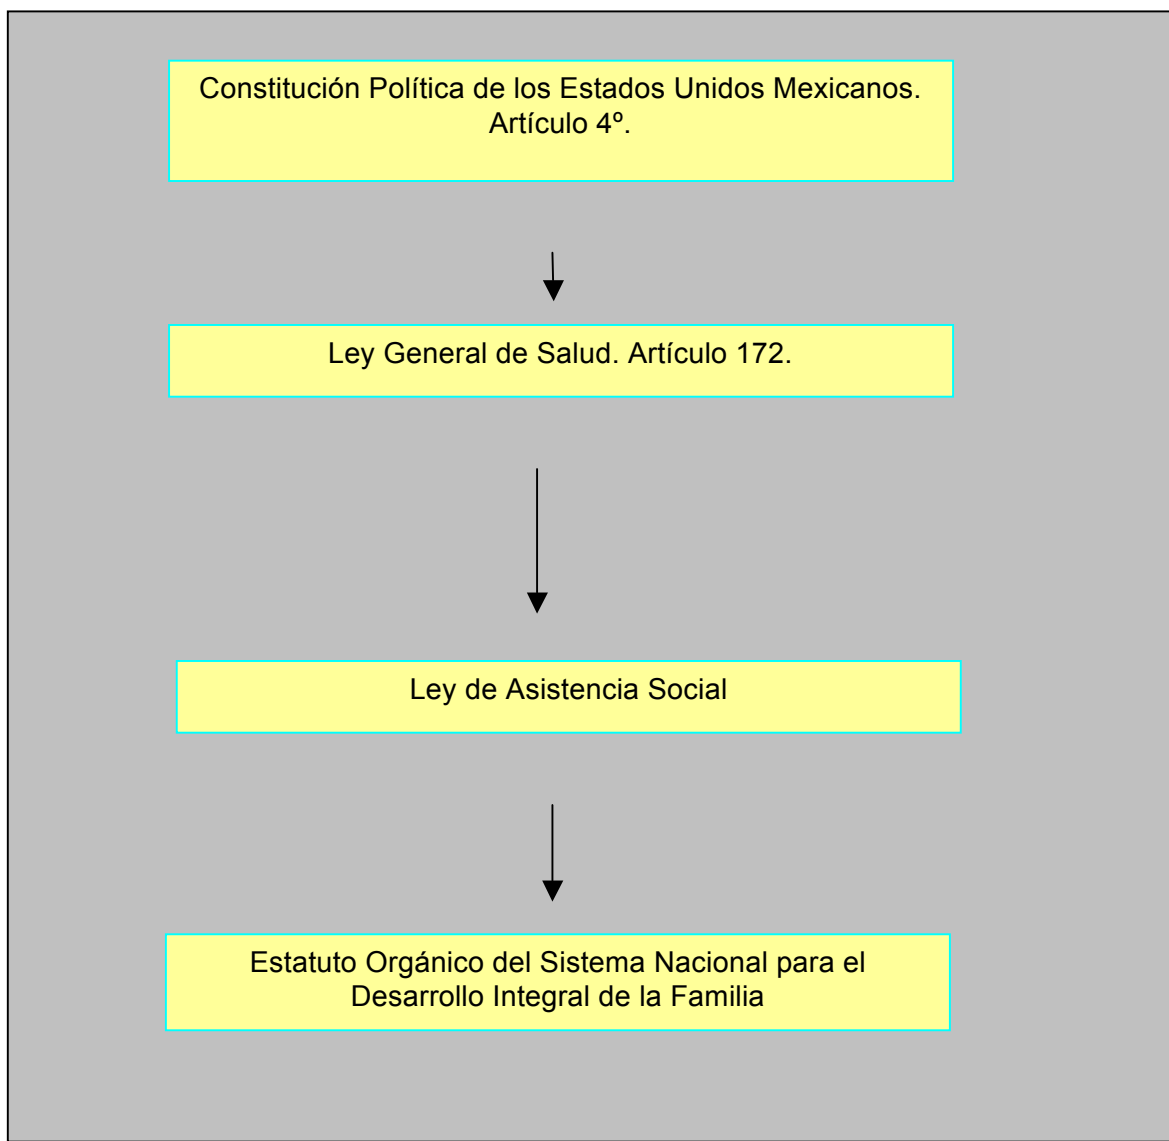 Constitución Política de los Estados Unidos Mexicanos.
Artículo 4º.
Ley General de Salud. Artículo 172.
Ley de Asistencia Social
Estatuto Orgánico del Sistema Nacional para el
Desarrollo Integral de la Familia